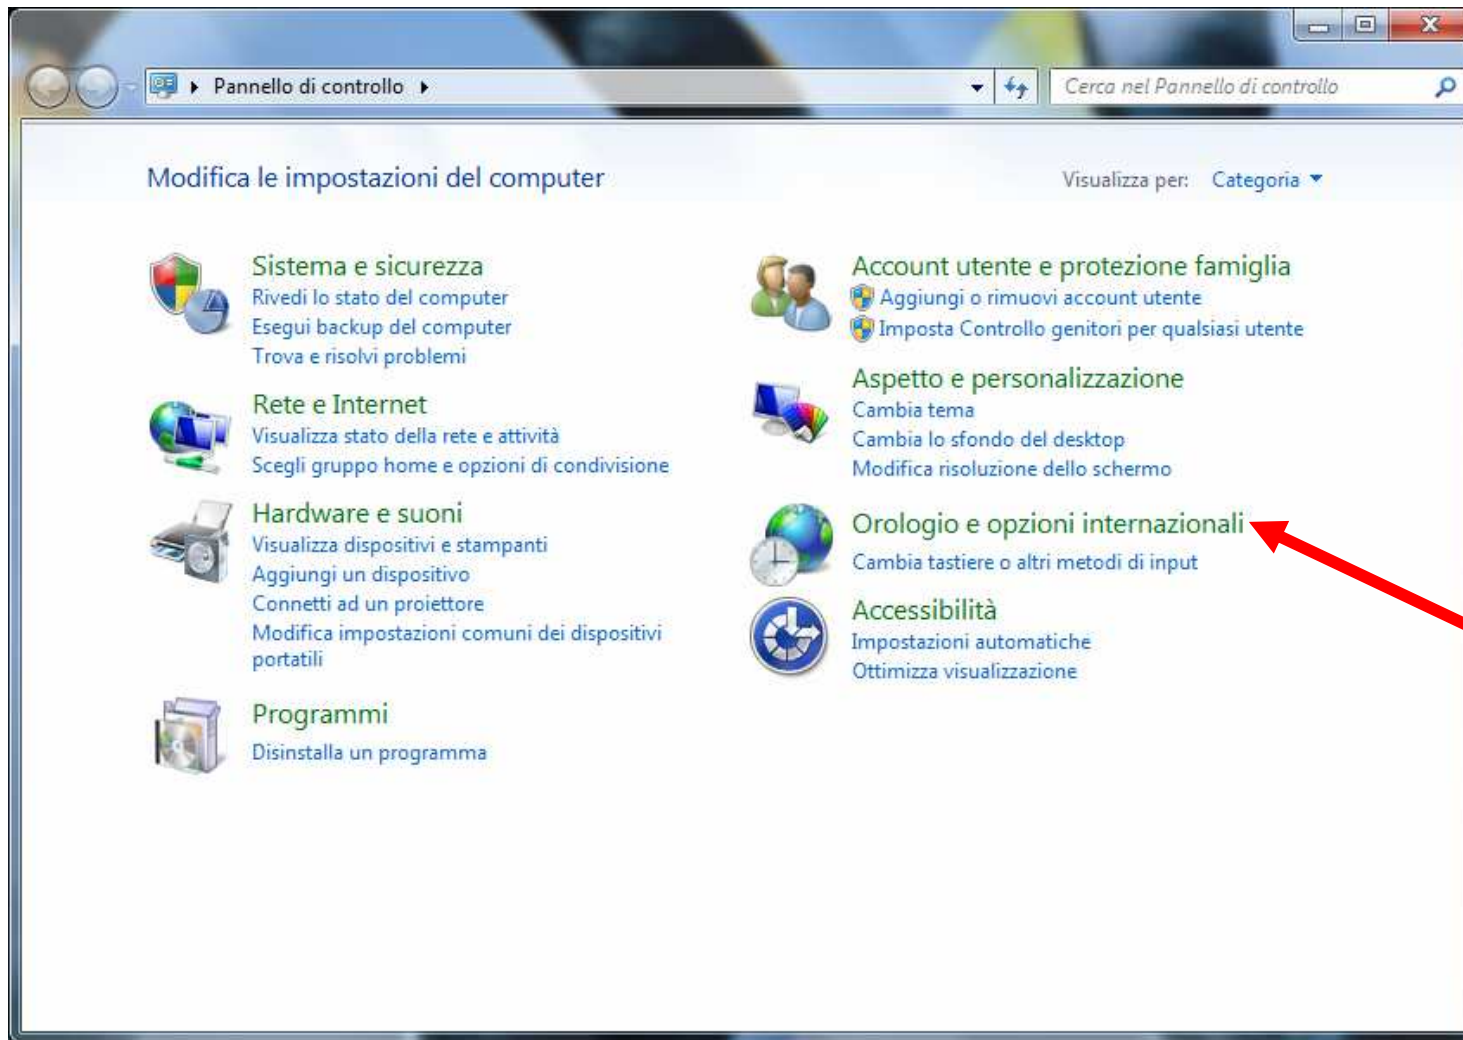 Pannello di controllo
Cerca nel Pannello di controllo
Modifica le impostazioni del computer
Visualizza per: Categoria
Sistema e sicurezza
Rivedi lo stato del computer
Esegui backup del computer
Trova e risolvi problemi
Rete e Internet
Visualizza stato della rete e attività
Scegli gruppo home e opzioni di condivisione
Hardware e suoni
Visualizza dispositivi e stampanti
Aggiungi un dispositivo
Connetti ad un proiettore
Modifica impostazioni comuni dei dispositivi
portatili
Programmi
Disinstalla un programma
Account utente e protezione famiglia
Aggiungi o rimuovi account utente
Imposta Controllo genitori per qualsiasi utente
Aspetto e personalizzazione
Cambia tema
Cambia lo sfondo del desktop
Modifica risoluzione dello schermo
Orologio e opzioni internazionali
Cambia tastiere o altri metodi di input
Accessibilità
Impostazioni automatiche
Ottimizza visualizzazione